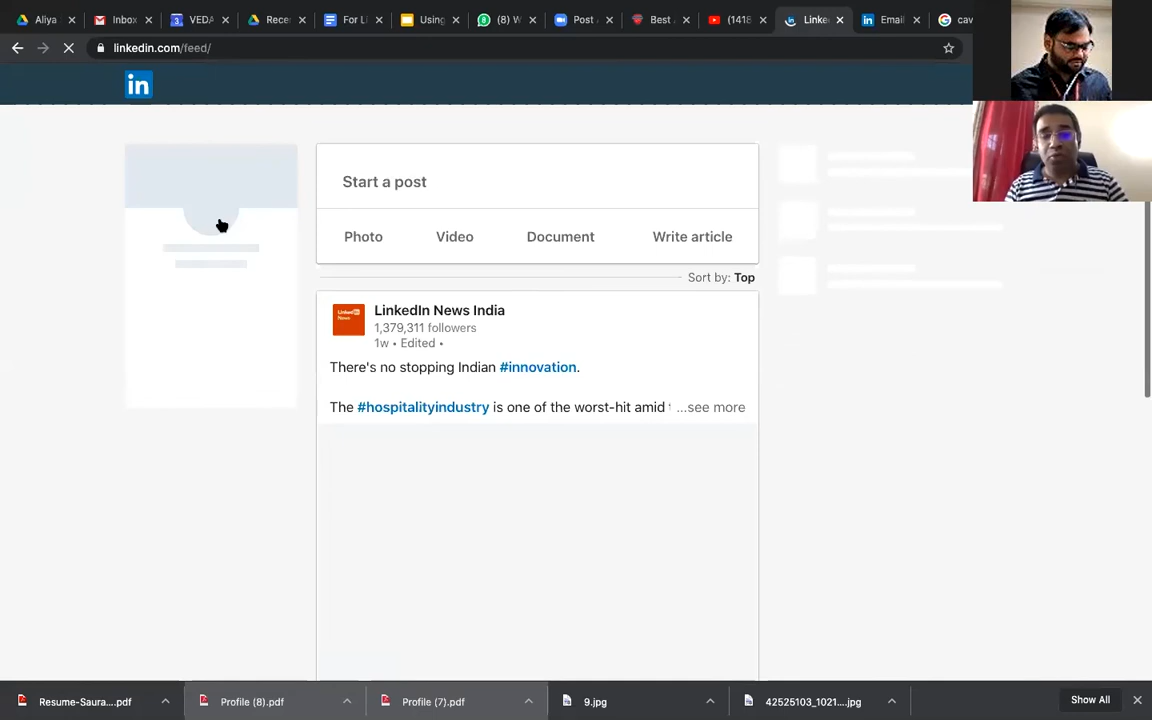 Aliya
Inbox
VEDA
Recen
For Li
Using
(8) W
Post
Best
(1418
Linke
Email
cav
linkedin.com/feed/
in
Start a post
Photo
Video
Document
Write article
Sort by: Top
LinkedIn News India
1,379,311 followers
1w • Edited •
There's no stopping Indian #innovation.
The #hospitalityindustry is one of the worst-hit amid ...see more
Resume-Saura....pdf
Profile (8).pdf
Profile (7).pdf
9.jpg
42525103_1021....jpg
Show All